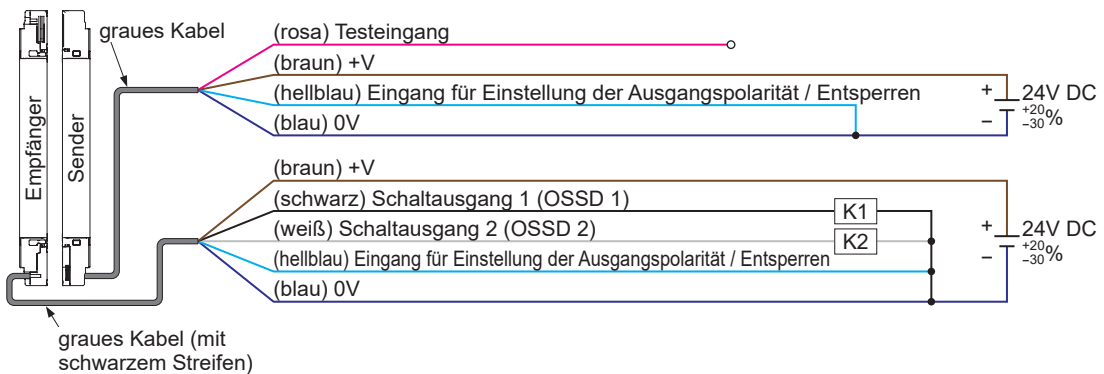 Empfänger
Sender
graues Kabel
(rosa) Testeingang
(braun) +V
(hellblau) Eingang für Einstellung der Ausgangspolarität / Entsperren
(blau) 0V
+
–
24V DC
+20
–30 %
(braun) +V
(schwarz) Schaltausgang 1 (OSSD 1)
K1
(weiß) Schaltausgang 2 (OSSD 2)
K2
(hellblau) Eingang für Einstellung der Ausgangspolarität / Entsperren
(blau) 0V
+
–
24V DC
+20
–30 %
graues Kabel (mit
schwarzem Streifen)